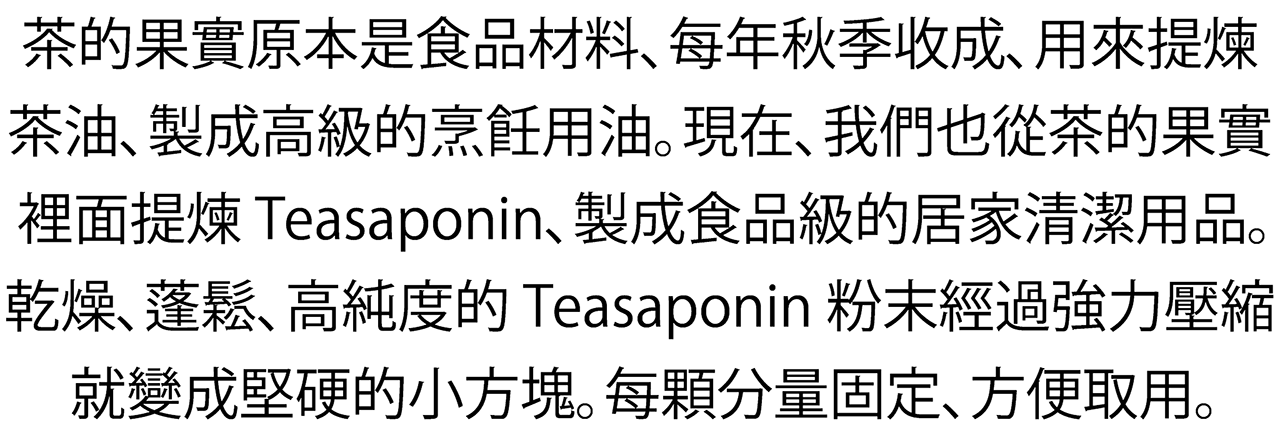 茶的果實原本是食品材料、每年秋季收成、用來提煉
茶油、製成高級的烹飪用油。現在、我們也從茶的果實
裡面提煉 Teasaponin、製成食品級的居家清潔用品。
乾燥、蓬鬆、高純度的 Teasaponin 粉末經過強力壓縮
就變成堅硬的小方塊。每顆分量固定、方便取用。